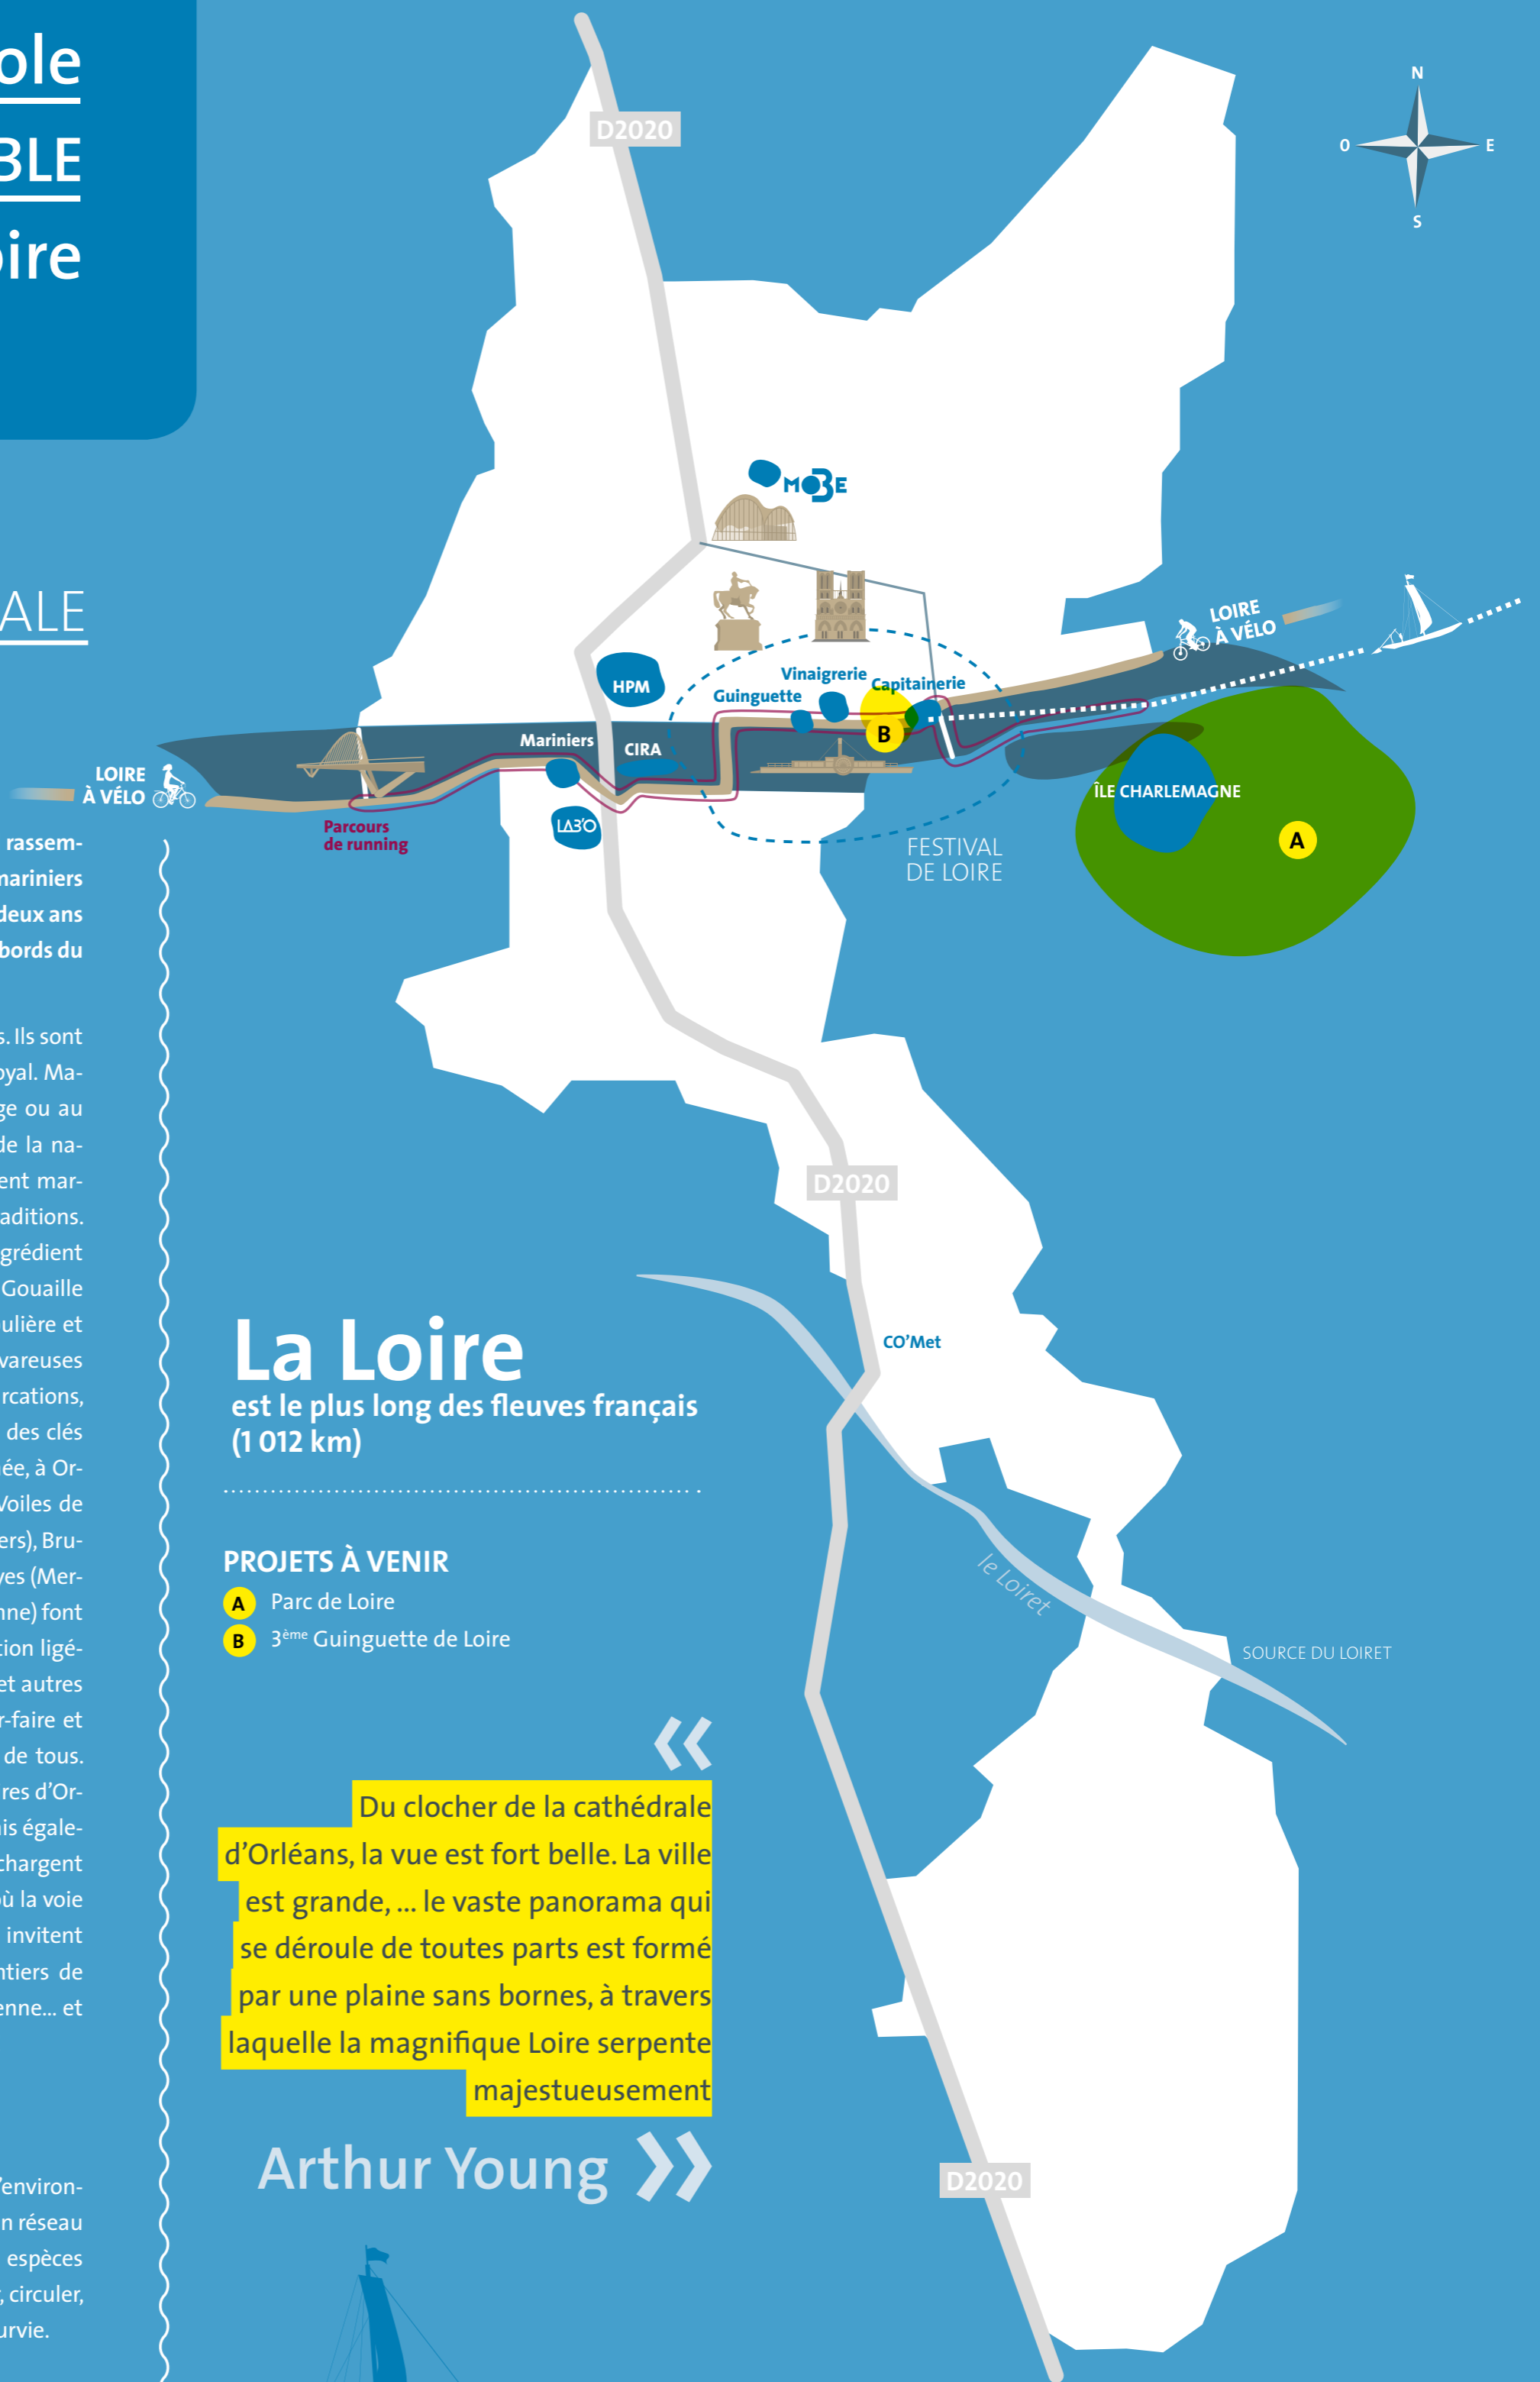 ole
BLE
oire
ALE
rassem-
mariniers
deux ans
bords du
s. Ils sont
oyal. Ma-
ge ou au
de la na-
ent mar-
aditions.
grédient
Gouaille
ulière et
vareuses
rcations,
des clés
ée, à Or-
Voiles de
ers), Bru-
yes (Mer-
nne) font
tion ligé-
et autres
r-faire et
de tous.
res d'Or-
is égale-
chargent
ù la voie
invitent
ntiers de
enne... et
'environ-
n réseau
espèces
, circuler,
urvie.
N
O
E
S
D2020
MOBE
LOIRE
À VÉLO
HPM
Vinaigrerie
Capitainerie
Guinguette
B
Mariniers
CIRA
LOIRE
À VÉLO
LAB'O
Parcours
de running
ÎLE CHARLEMAGNE
A
FESTIVAL
DE LOIRE
D2020
CO'Met
le Loiret
SOURCE DU LOIRET
D2020
La Loire
est le plus long des fleuves français
(1 012 km)
PROJETS À VENIR
A Parc de Loire
B 3ème Guinguette de Loire
«
Du clocher de la cathédrale
d'Orléans, la vue est fort belle. La ville
est grande, ... le vaste panorama qui
se déroule de toutes parts est formé
par une plaine sans bornes, à travers
laquelle la magnifique Loire serpente
majestueusement
Arthur Young »